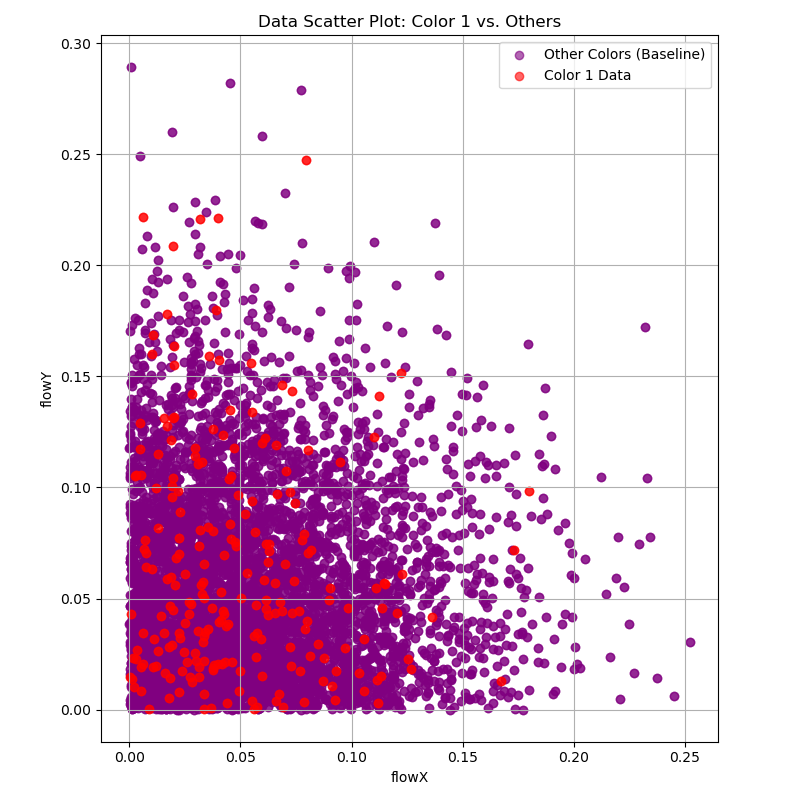 Data Scatter Plot: Color 1 vs. Others
Other Colors (Baseline)
Color 1 Data
0.30
0.25
0.20
0.15
0.10
0.05
0.00
flowY
0.00 0.05 0.10 0.15 0.20 0.25
flowX